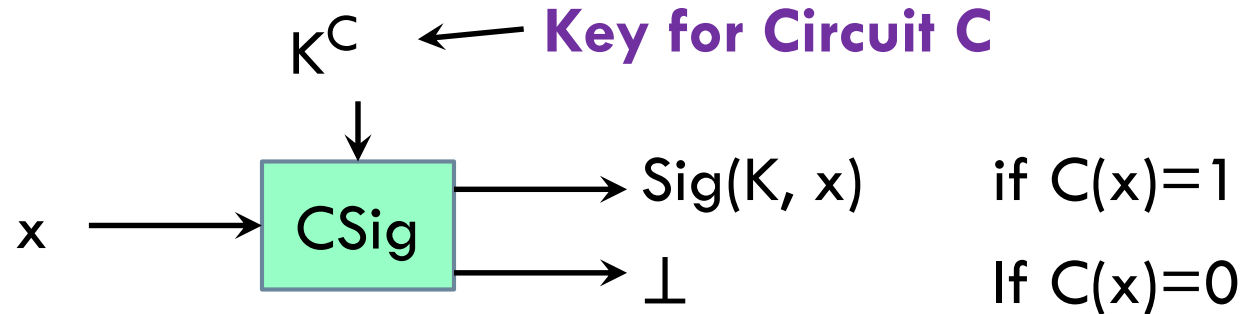 K^C Key for Circuit C
Sig(K, x) if C(x)=1
x CSig
⊥ If C(x)=0